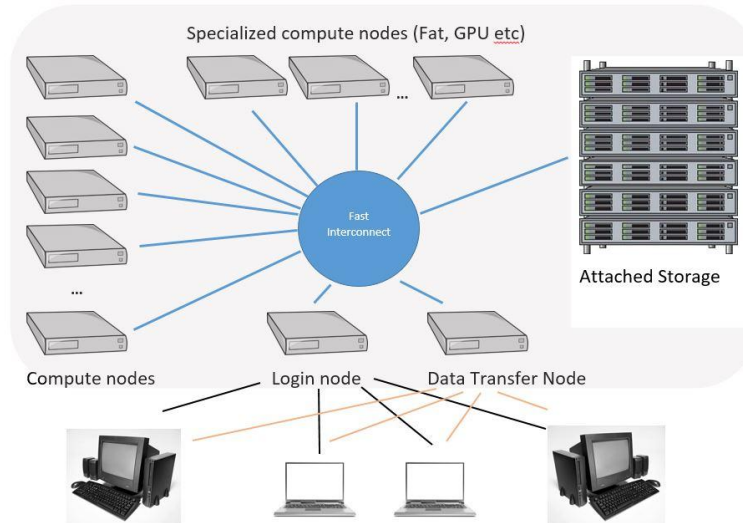 Specialized compute nodes (Fat, GPU etc)
...
Fast
Interconnect
Attached Storage
...
Compute nodes
Login node
Data Transfer Node